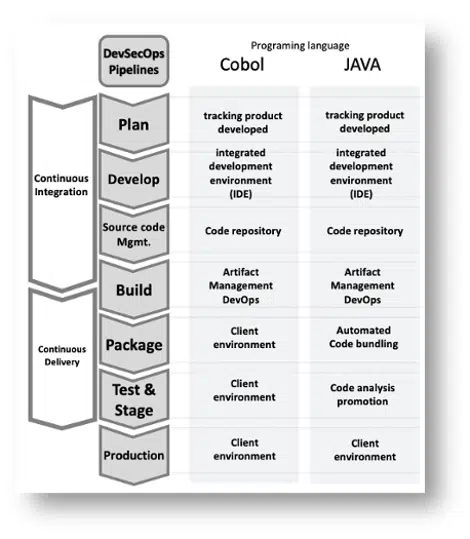 DevSecOps
Pipelines
Programing language
Cobol
JAVA
Continuous
Integration
Continuous
Delivery
Plan
tracking product
developed
tracking product
developed
Develop
integrated
development
environment
(IDE)
integrated
development
environment
(IDE)
Source code
Mgmt.
Code repository
Code repository
Build
Artifact
Management
DevOps
Artifact
Management
DevOps
Package
Client
environment
Automated
Code bundling
Test &
Stage
Client
environment
Code analysis
promotion
Production
Client
environment
Client
environment